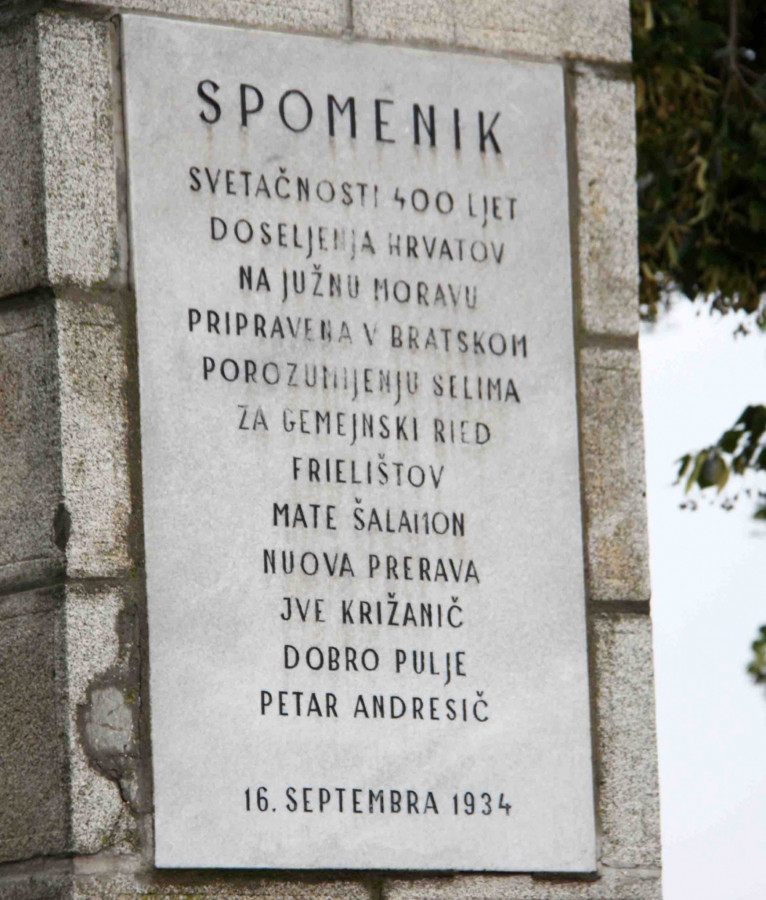 SPOMENIK
SVETAČNOSTI 400 LJET
DOSELJENJA HRVATOV
NA JUŽNU MORAVU
PRIPRAVENA V BRATSKOM
POROZUMIJENJU SELIMA
ZA GEMEJNSKI RIED
FRIELIŠTOV
MATE ŠALAMON
NUOVA PRERAVA
JVE KRIŽANIČ
DOBRO PULJE
PETAR ANDRESIČ
16. SEPTEMBRA 1934